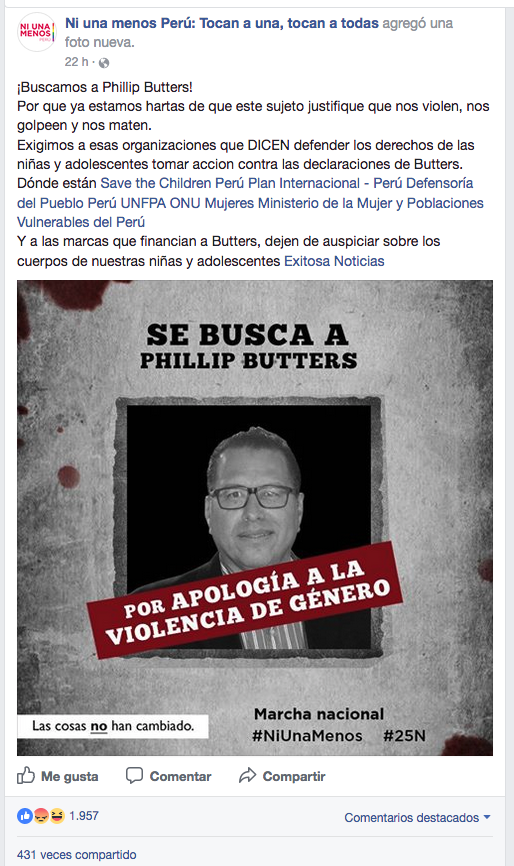 NI UNA
MENOS
PERÚ
Ni una menos Perú: Tocan a una, tocan a todas agregó una
foto nueva.
22 h ·
¡Buscamos a Phillip Butters!
Por que ya estamos hartas de que este sujeto justifique que nos violen, nos
golpeen y nos maten.
Exigimos a esas organizaciones que DICEN defender los derechos de las
niñas y adolescentes tomar accion contra las declaraciones de Butters.
Dónde están Save the Children Perú Plan Internacional - Perú Defensoría
del Pueblo Perú UNFPA ONU Mujeres Ministerio de la Mujer y Poblaciones
Vulnerables del Perú
Y a las marcas que financian a Butters, dejen de auspiciar sobre los
cuerpos de nuestras niñas y adolescentes Exitosa Noticias
SE BUSCA A
PHILLIP BUTTERS
POR APOLOGÍA A LA
VIOLENCIA DE GÉNERO
Las cosas no han cambiado.
Marcha nacional
#NiUnaMenos #25N
Me gusta Comentar Compartir
1.957 Comentarios destacados
431 veces compartido